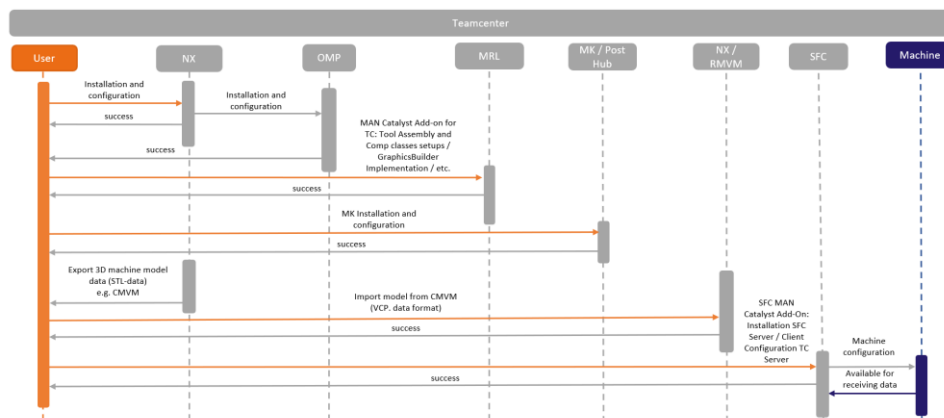 Teamcenter
User
NX
OMP
MRL
MK / Post
Hub
NX /
RMVM
SFC
Machine
Installation and
configuration
success
Installation and
configuration
success
MAN Catalyst Add-on for
TC: Tool Assembly and
Comp classes setups /
GraphicsBuilder
Implementation / etc.
success
MK Installation and
configuration
success
Export 3D machine model
data (STL-data)
e.g. CMVM
Import model from CMVM
(VCP. data format)
success
SFC MAN
Catalyst Add-On:
Installation SFC
Server / Client
Configuration TC
Server
Machine
configuration
Available for
receiving data
success